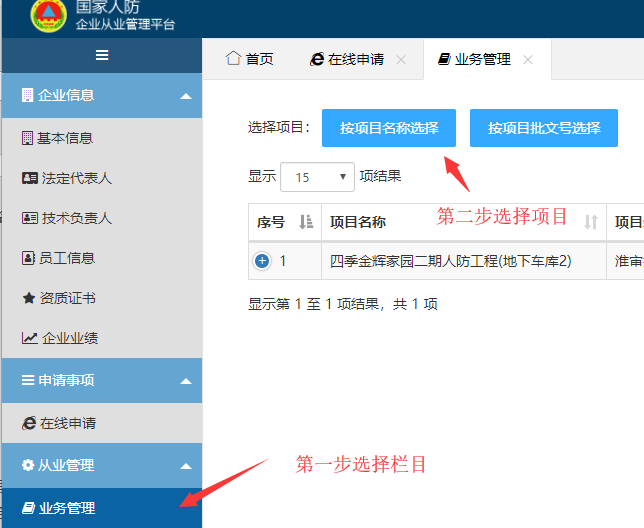 国家人防
企业从业管理平台
首页
在线申请
业务管理
企业信息
基本信息
法定代表人
技术负责人
员工信息
资质证书
企业业绩
申请事项
在线申请
从业管理
业务管理
选择项目： 按项目名称选择 按项目批文号选择
显示 15 项结果
第二步选择项目
序号 项目名称
1 四季金辉家园二期人防工程(地下车库2) 淮审
显示第 1 至 1 项结果，共 1 项
第一步选择栏目